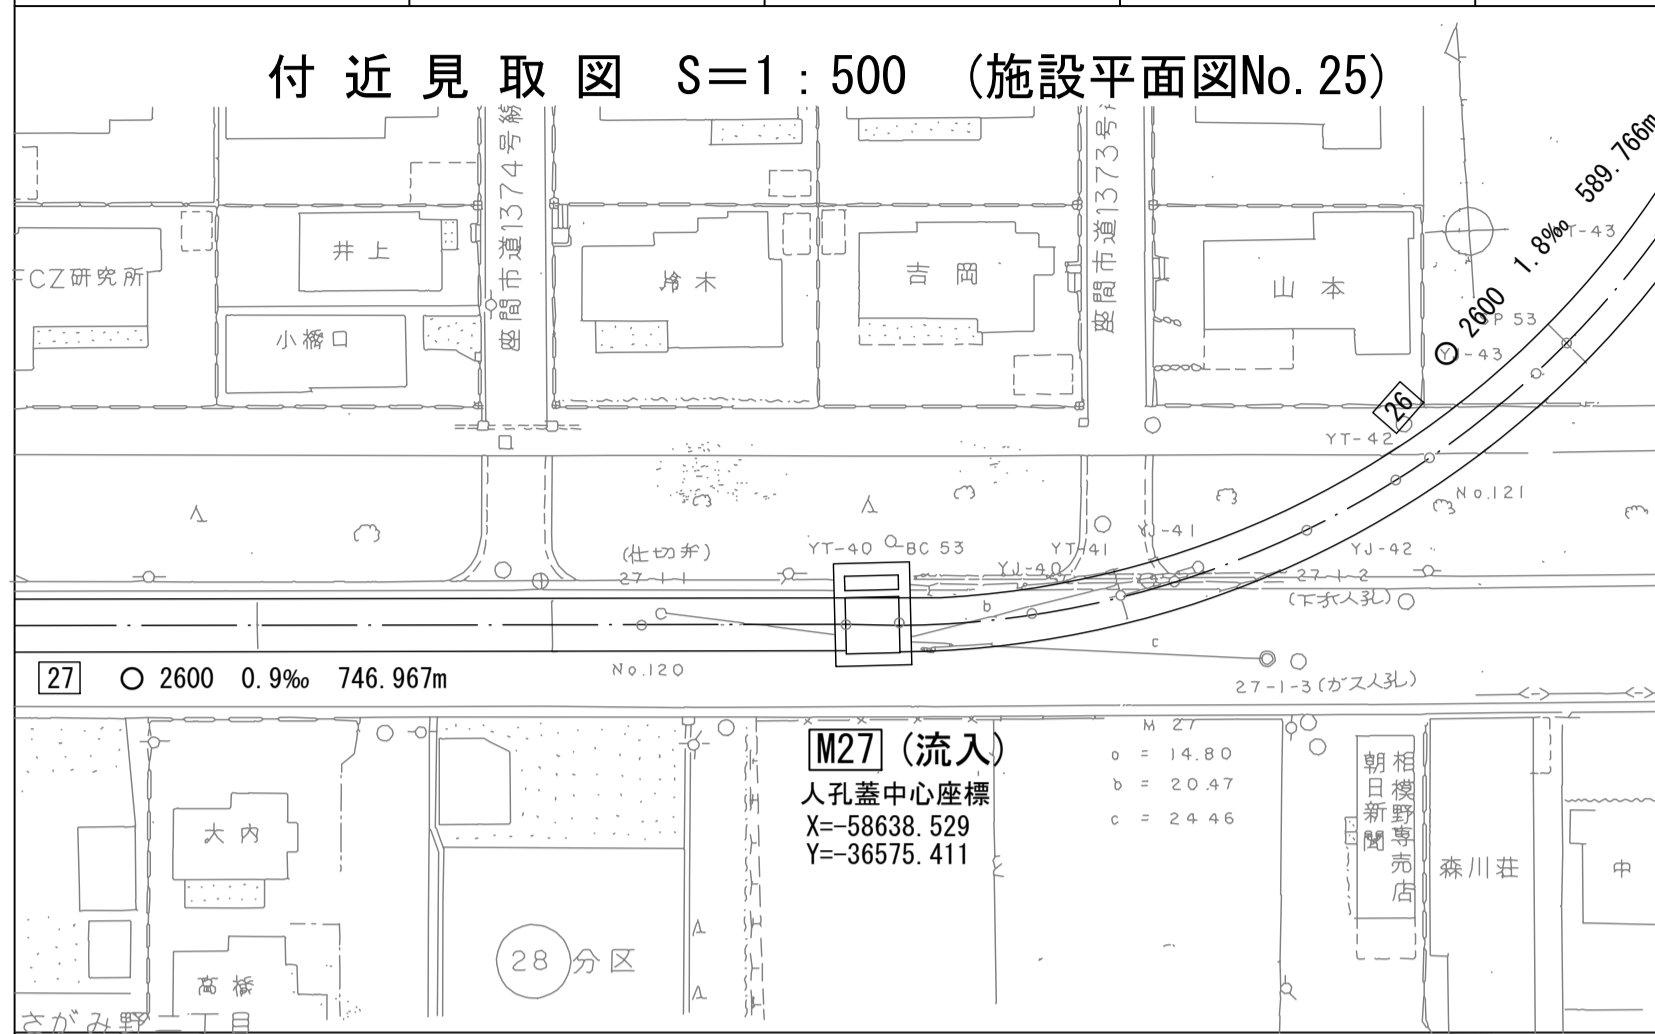 付近見取図 S=1:500 (施設平面図No.25)
座間市道1374号線
座間市道1373号
589.766m
1.8‰
2600
26
YT-43
53
YJ-43
井上
CZ研究所
小樋口
冷木
吉岡
山本
YT-42
No.121
(仕切弁)
27-1-1
YT-40
BC 53
YT-41
YJ-41
YJ-40
YJ-42
27-1-2
(下水人孔)
b
c
27 ○ 2600 0.9‰ 746.967m
No.120
27-1-3(ガス人孔)
M27 (流入)
人孔蓋中心座標
X=-58638.529
Y=-36575.411
M 27
a = 14.80
b = 20.47
c = 24.46
相模野専売店
朝日新聞
大内
森川荘
中
28分区
高橋
さがみ野二丁目